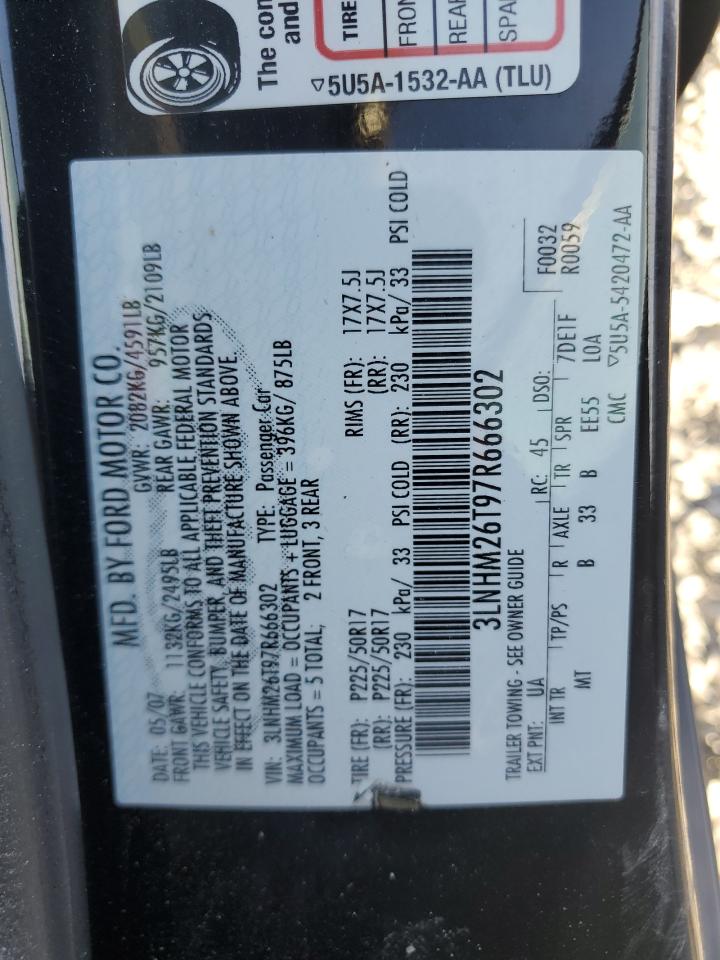 The con
and
TIRE
FRON
REAR
SPAR
▽5U5A-1532-AA (TLU)
MFD. BY FORD MOTOR CO.
DATE: 05/07 GVWR: 2082KG/4591LB
FRONT GAWR: 1132KG/2495LB REAR GAWR: 957KG/2109LB
THIS VEHICLE CONFORMS TO ALL APPLICABLE FEDERAL MOTOR
VEHICLE SAFETY, BUMPER, AND THEFT PREVENTION STANDARDS
IN EFFECT ON THE DATE OF MANUFACTURE SHOWN ABOVE.
VIN: 3LNHM26T97R666302 TYPE: Passenger Car
MAXIMUM LOAD = OCCUPANTS + LUGGAGE = 396KG/ 875LB
OCCUPANTS = 5 TOTAL; 2 FRONT, 3 REAR
TIRE (FR): P225/50R17 RIMS (FR): 17X7.5J
(RR): P225/50R17 (RR): 17X7.5J
PRESSURE (FR): 230 kPa/ 33 PSI COLD (RR): 230 kPa/ 33 PSI COLD
3LNHM26T97R666302
TRAILER TOWING - SEE OWNER GUIDE F0032
EXT PNT: UA RC: 45 DSO: R0059
INT TR TP/PS R AXLE TR SPR 7DE1F
MT B 33 B EE55 L0A
CMC ▽5U5A-5420472-AA